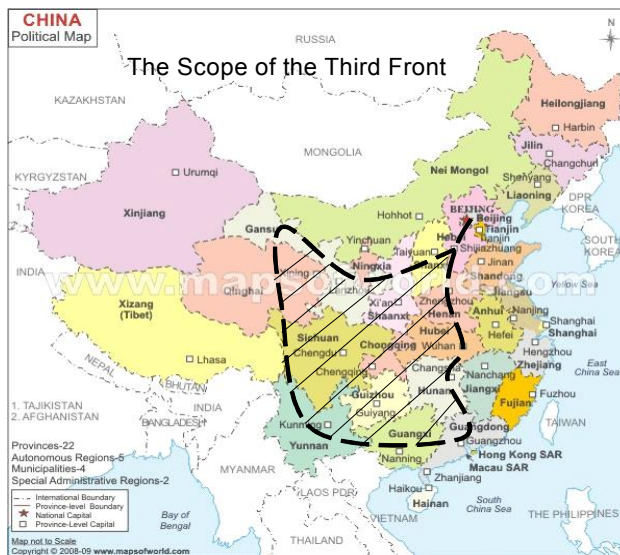 CHINA
Political Map
The Scope of the Third Front
RUSSIA
KAZAKHSTAN
MONGOLIA
KYRGYZSTAN
Heilongjiang
Harbin
Jilin
Changchun
Nei Mongol
Shenyang
Liaoning
Urumqi
Xinjiang
Gansu
Hohhot
BEIJING
Beijing
Tianjin
Tianjin
DPR
KOREA
SOUTH
KOREA
Yinchuan
Ningxia
Taiyuan
Shijiazhuang
Jinan
Shandong
Xining
Qinghai
INDIA
Xi'an
Zhengzhou
Henan
Jiangsu
Yellow Sea
Xizang
(Tibet)
Lhasa
Sichuan
Chengdu
Chongqing
Hubei
Wuhan
Anhui
Nanjing
Hefei
Shanghai
Shanghai
Hengzhou
Zhejiang
East
China Sea
NEPAL
BHUTAN
INDIA
BANGLADESH
Chengqing
Changsha
Hunan
Nanchang
Jiangxi
Fujian
Fuzhou
TAIWAN
Guizhou
Guiyang
Kunming
Yunnan
Guangxi
Nanning
Guangdong
Guangzhou
Hong Kong SAR
Macau SAR
Zhanjiang
Haikou
Hainan
South
China Sea
MYANMAR
LAOS PDR
VIETNAM
THAILAND
Bay of
Bengal
THE PHILIPPINES
1. TAJIKISTAN
2. AFGHANISTAN
Provinces-22
Autonomous Regions-5
Municipalities-4
Special Administrative Regions-2
International Boundary
Province-level Boundary
National Capital
Province-Level Capital
Map not to Scale
Copyright © 2008-09 www.mapsofworld.com